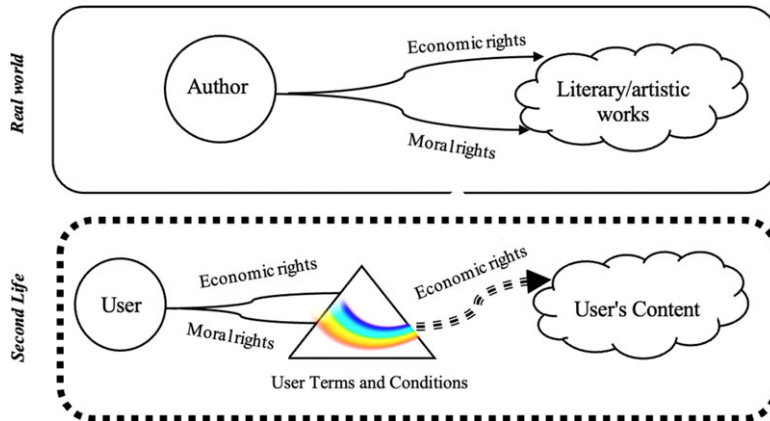 Real world
Author
Economic rights
Moral rights
Literary/artistic
works
Second Life
User
Economic rights
Moral rights
User Terms and Conditions
Economic rights
User's Content